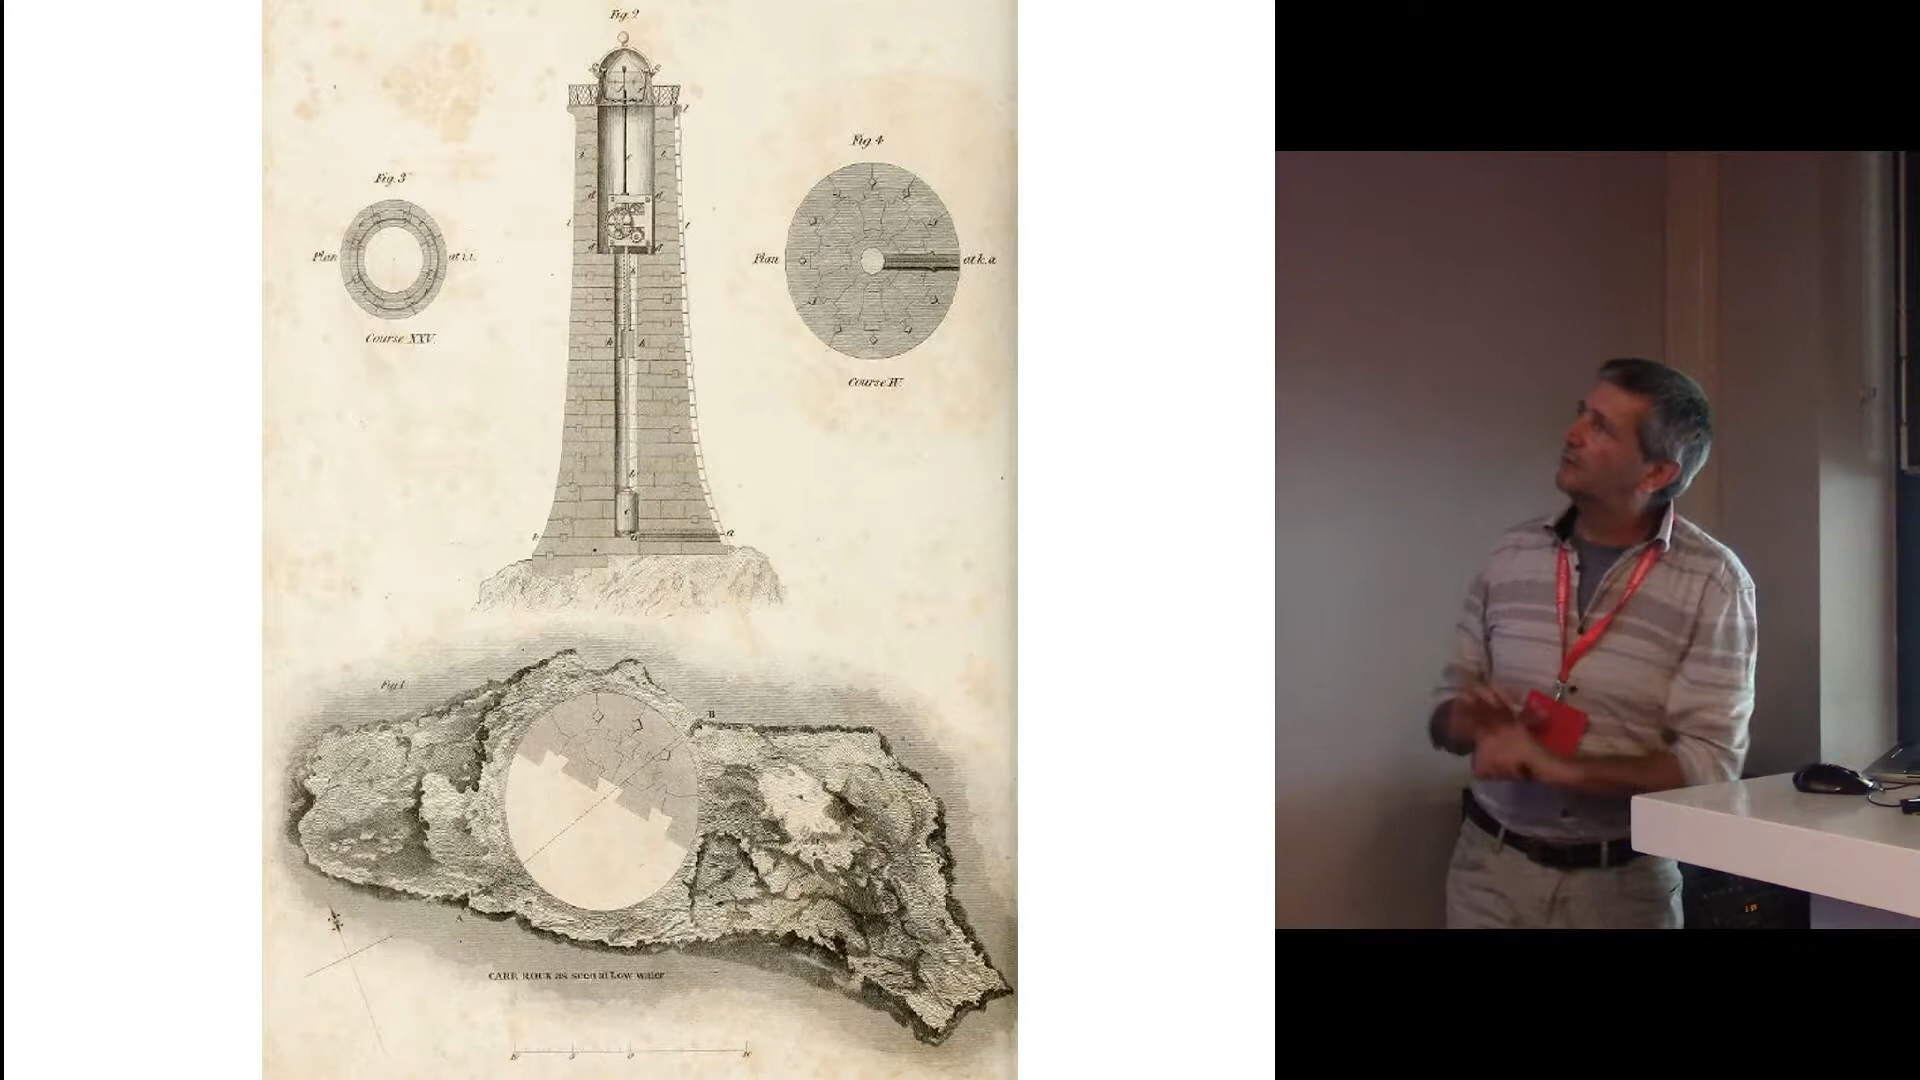 Fig. 2
Fig. 4
Fig. 3
Plan
at i.i.
Plan
at k.a
Course XXV.
Course IV.
Fig. 1
B
A
CARR ROCK as seen at Low water